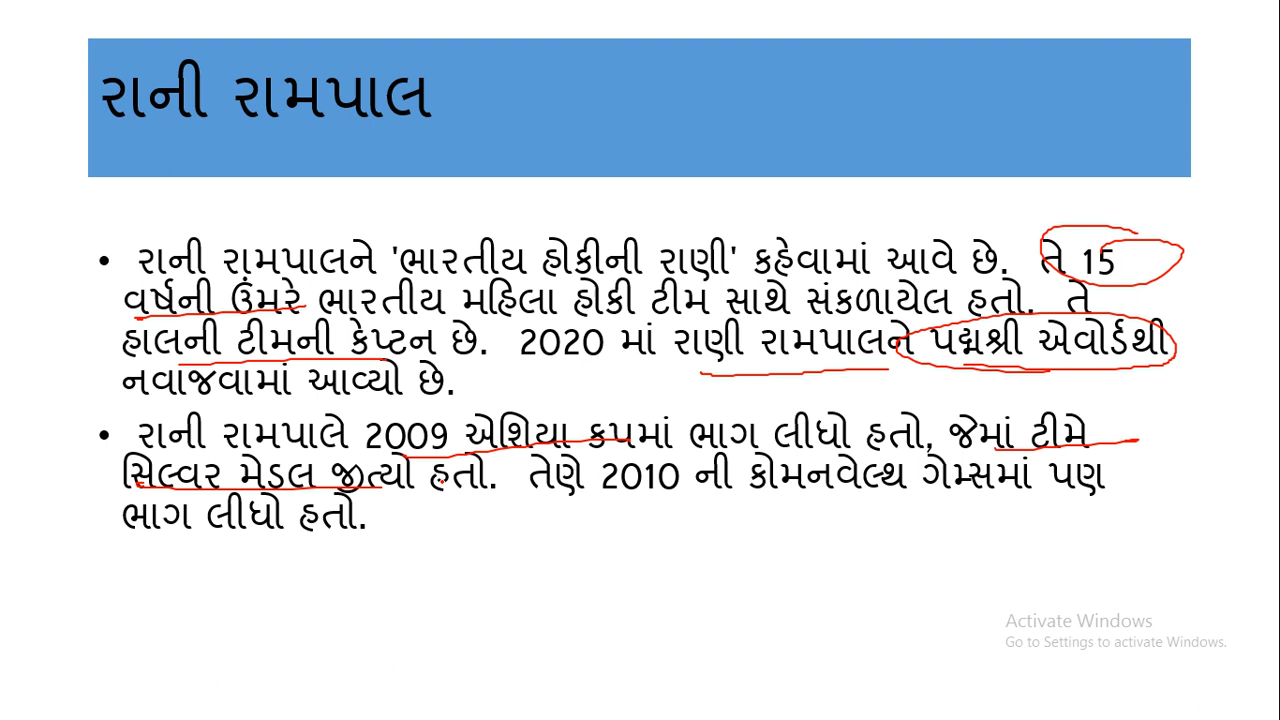 રાની રામપાલ
• રાની રામપાલને 'ભારતીય હોકીની રાણી' કહેવામાં આવે છે. તે 15
વર્ષની ઉંમરે ભારતીય મહિલા હોકી ટીમ સાથે સંકળાયેલ હતો. તે
હાલની ટીમની કેપ્ટન છે. 2020 માં રાણી રામપાલને પદ્મશ્રી એવોર્ડથી
નવાજવામાં આવ્યો છે.
• રાની રામપાલે 2009 એશિયા કપમાં ભાગ લીધો હતો, જેમાં ટીમે
સિલ્વર મેડલ જીત્યો હતો. તેણે 2010 ની કોમનવેલ્થ ગેમ્સમાં પણ
ભાગ લીધો હતો.
Activate Windows
Go to Settings to activate Windows.